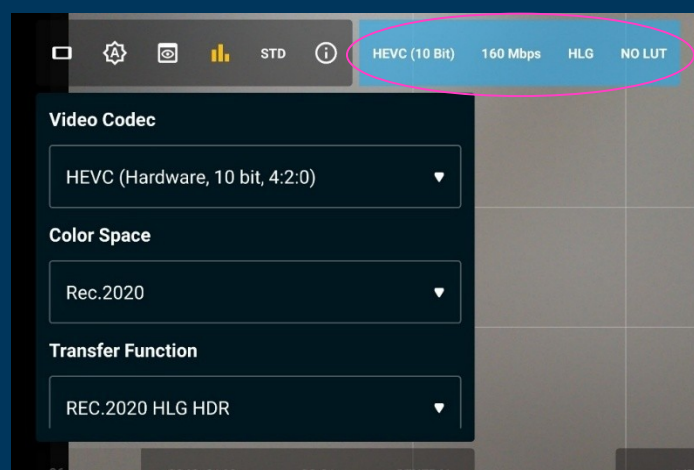 STD HEVC (10 Bit) 160 Mbps HLG NO LUT
Video Codec
HEVC (Hardware, 10 bit, 4:2:0)
Color Space
Rec.2020
Transfer Function
REC.2020 HLG HDR